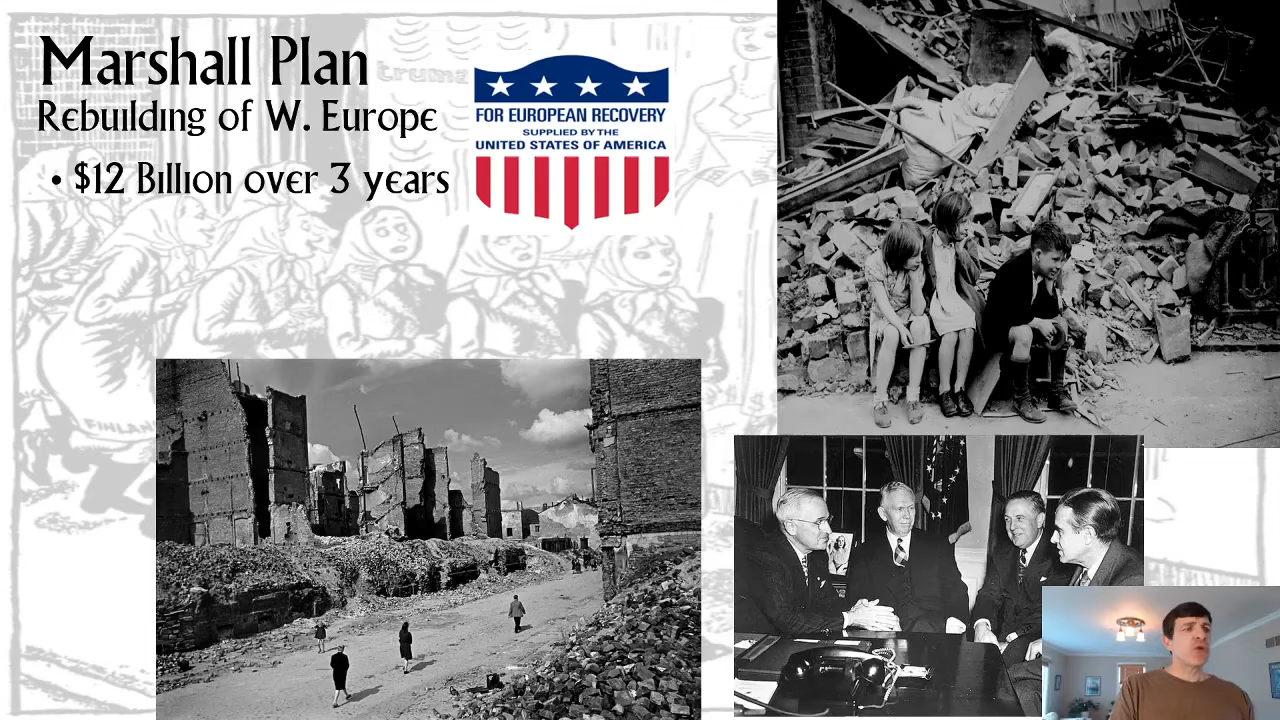 Marshall Plan
Rebuilding of W. Europe
• $12 Billion over 3 years
FOR EUROPEAN RECOVERY
SUPPLIED BY THE
UNITED STATES OF AMERICA
FINLAND